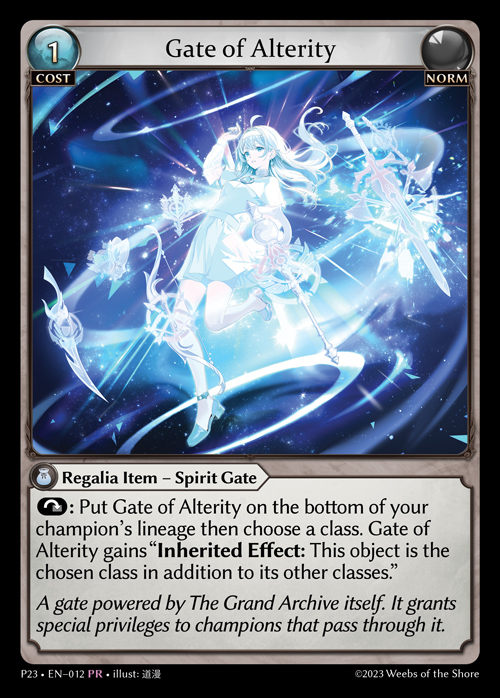 1
Gate of Alterity
COST
NORM
Regalia Item – Spirit Gate
: Put Gate of Alterity on the bottom of your
champion’s lineage then choose a class. Gate of
Alterity gains “Inherited Effect: This object is the
chosen class in addition to its other classes.”
A gate powered by The Grand Archive itself. It grants
special privileges to champions that pass through it.
P23 • EN–012 PR • illust: 道漫
©2023 Weebs of the Shore